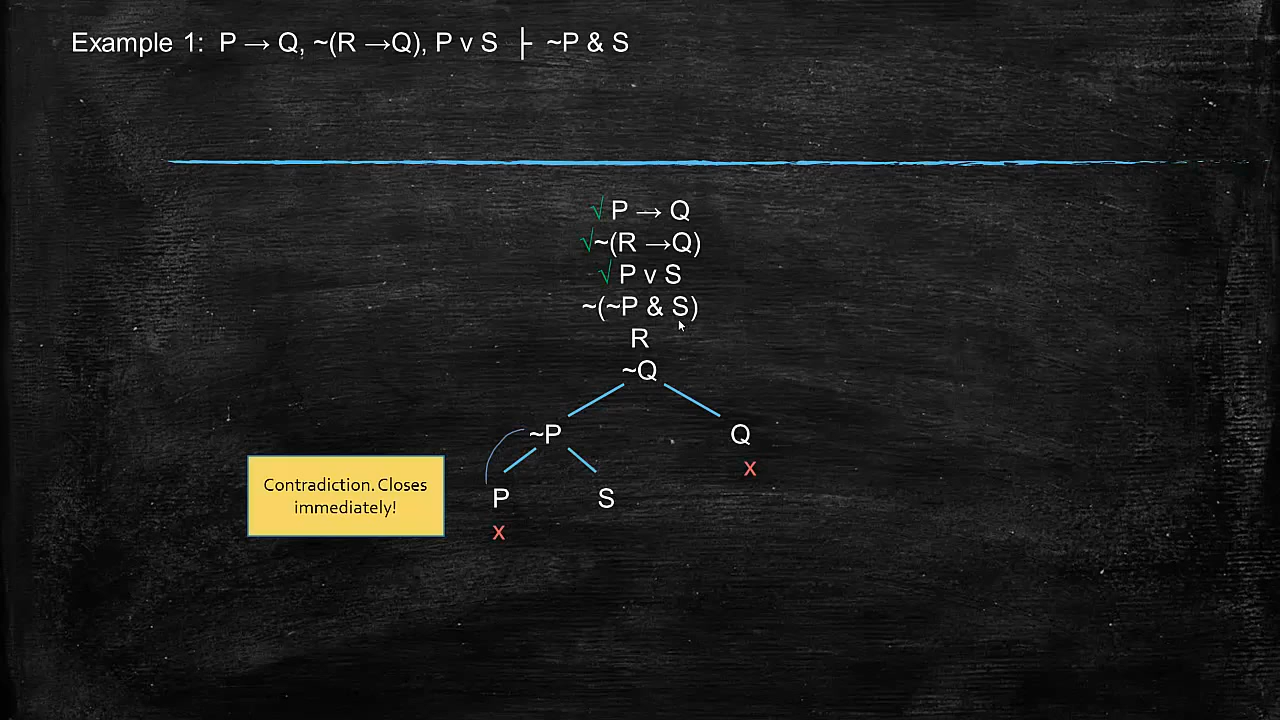 Example 1: P → Q, ~(R →Q), P v S ├ ~P & S
√ P → Q
√~(R →Q)
√ P v S
~(~P & S)
R
~Q
~P Q
x
Contradiction. Closes
immediately!
P S
x